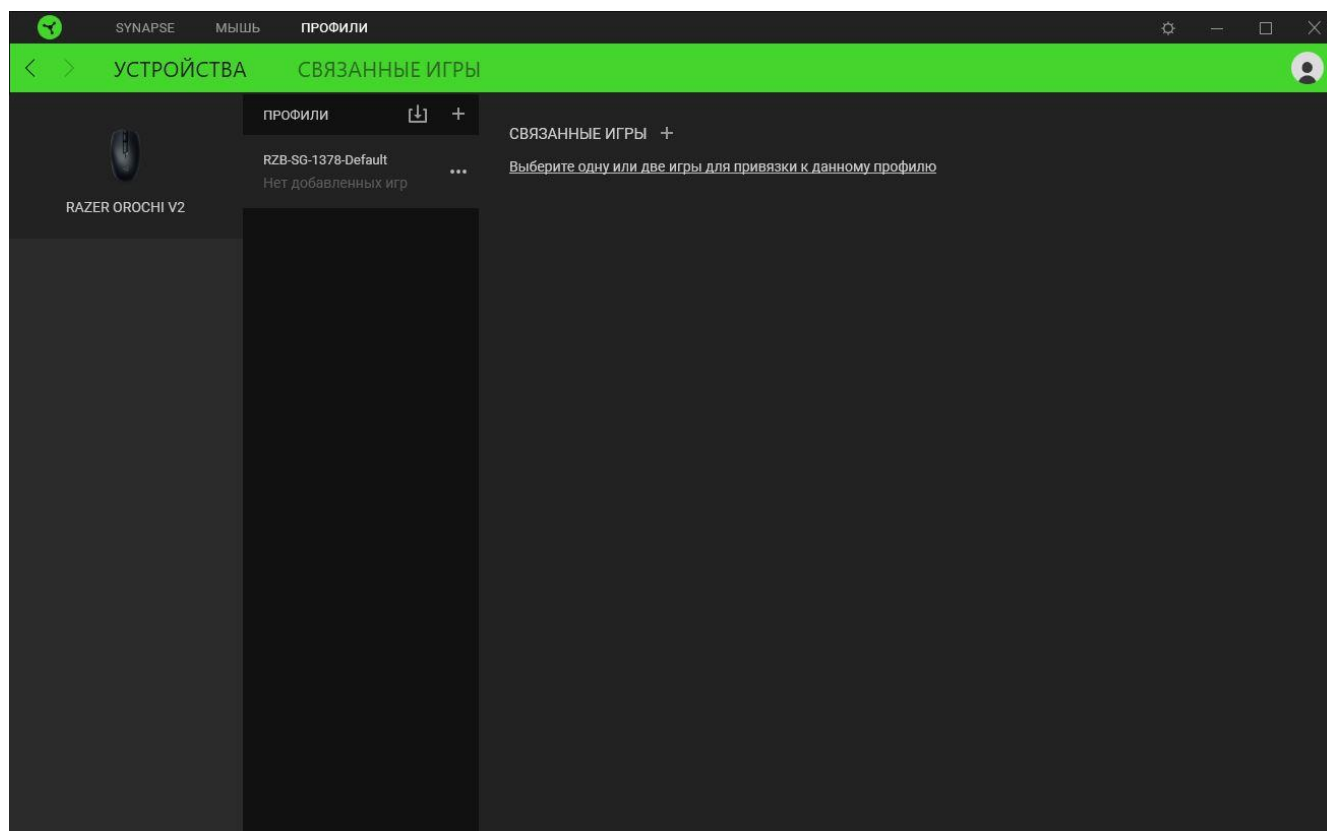 SYNAPSE МЫШЬ ПРОФИЛИ
УСТРОЙСТВА СВЯЗАННЫЕ ИГРЫ
RAZER OROCHI V2
ПРОФИЛИ
RZB-SG-1378-Default
Нет добавленных игр
СВЯЗАННЫЕ ИГРЫ +
Выберите одну или две игры для привязки к данному профилю